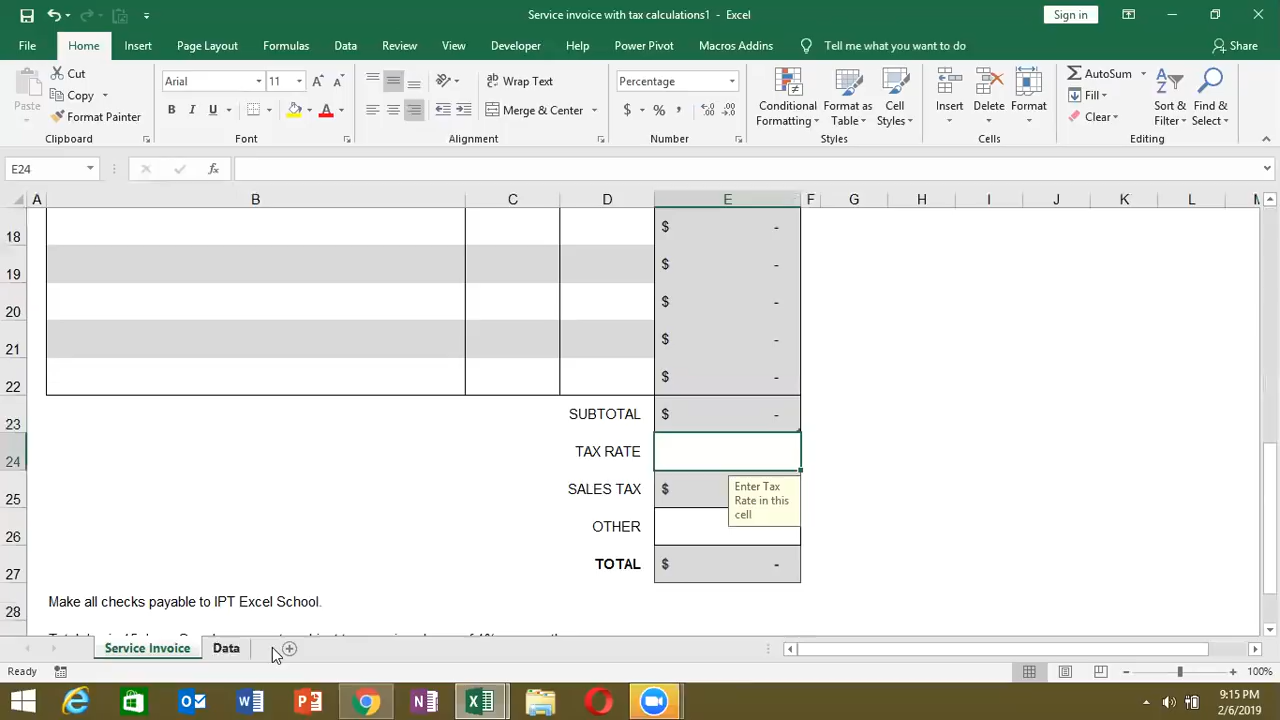 Service invoice with tax calculations1 - Excel
Sign in
File Home Insert Page Layout Formulas Data Review View Developer Help Power Pivot Macros Addins Tell me what you want to do Share
Paste
Cut
Copy
Format Painter
Clipboard
Arial 11
B I U
Font
Wrap Text
Merge & Center
Alignment
Percentage
$ % ,
Number
Conditional Formatting
Format as Table
Cell Styles
Styles
Insert Delete Format
Cells
AutoSum
Fill
Clear
Sort & Filter
Find & Select
Editing
E24 fx
A B C D E F G H I J K L
18 $ -
19 $ -
20 $ -
21 $ -
22 $ -
23 SUBTOTAL $ -
24 TAX RATE
25 SALES TAX $
Enter Tax
Rate in this
cell
26 OTHER
27 TOTAL $ -
28 Make all checks payable to IPT Excel School.
Service Invoice Data
Ready 100%
9:15 PM
2/6/2019